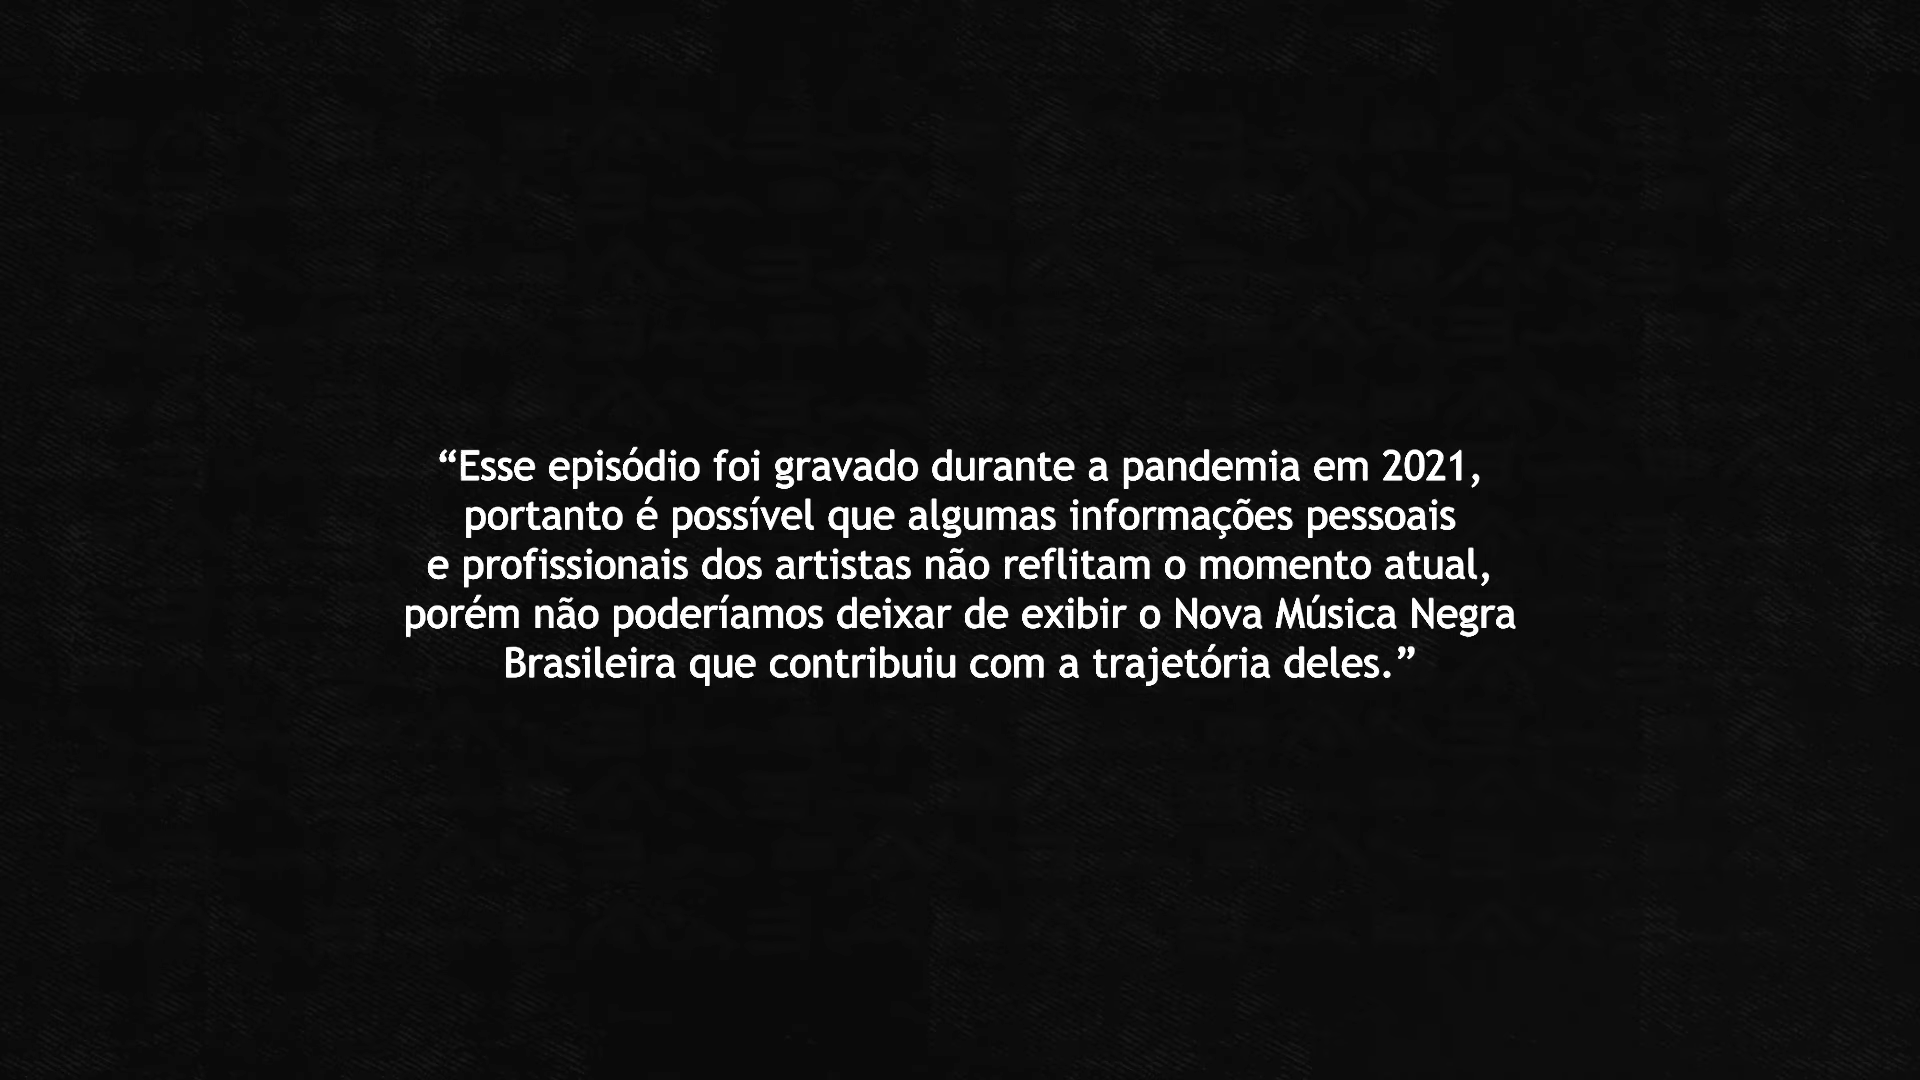 “Esse episódio foi gravado durante a pandemia em 2021,
portanto é possível que algumas informações pessoais
e profissionais dos artistas não reflitam o momento atual,
porém não poderíamos deixar de exibir o Nova Música Negra
Brasileira que contribuiu com a trajetória deles.”